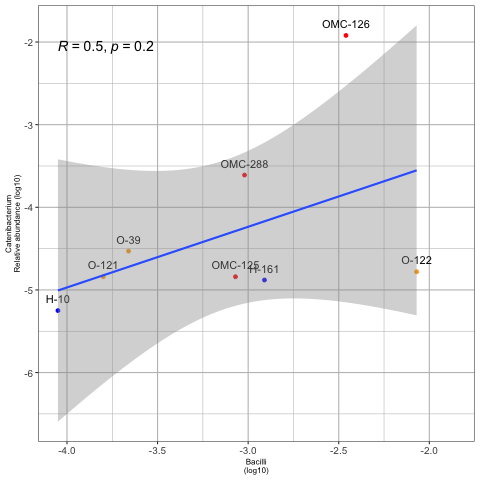 OMC-126
R = 0.5, p = 0.2
OMC-288
O-39
O-121
OMC-125
H-161
O-122
H-10
-2
-3
-4
-5
-6
Catenibacterium
Relative abundance (log10)
-4.0
-3.5
-3.0
-2.5
-2.0
Bacilli
(log10)